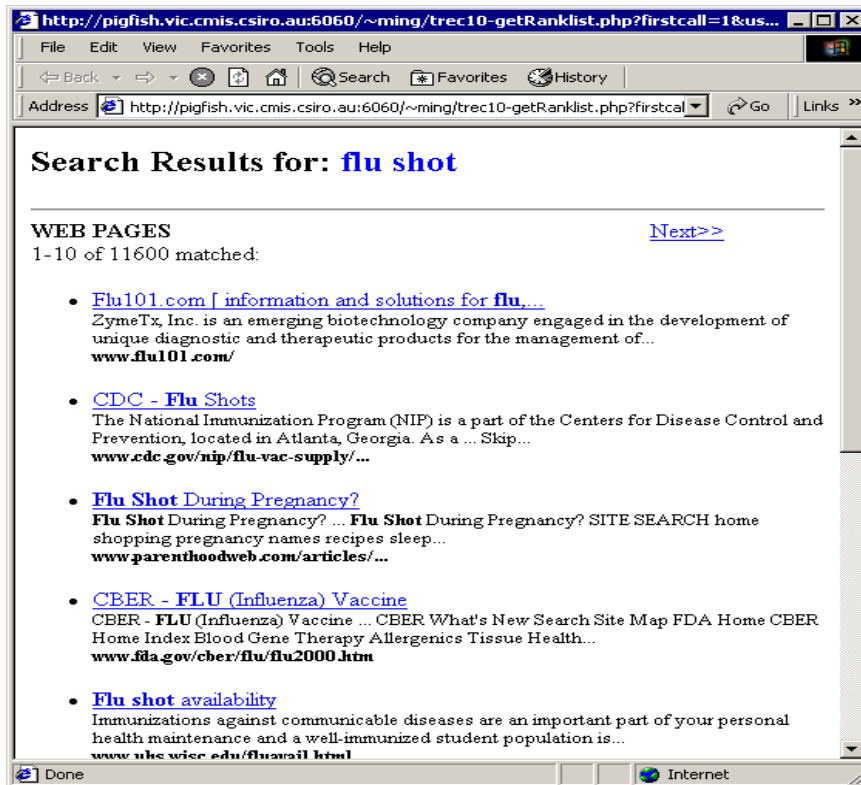 http://pigfish.vic.cmis.csiro.au:6060/~ming/trec10-getRanklist.php?firstcall=1&us...
File Edit View Favorites Tools Help
Back Search Favorites History
Address http://pigfish.vic.cmis.csiro.au:6060/~ming/trec10-getRanklist.php?firstcal Go Links »
Search Results for: flu shot
WEB PAGES Next>>
1-10 of 11600 matched:
• Flu101.com [ information and solutions for flu,...
ZymeTx, Inc. is an emerging biotechnology company engaged in the development of
unique diagnostic and therapeutic products for the management of...
www.flu101.com/
• CDC - Flu Shots
The National Immunization Program (NIP) is a part of the Centers for Disease Control and
Prevention, located in Atlanta, Georgia. As a ... Skip...
www.cdc.gov/nip/flu-vac-supply/...
• Flu Shot During Pregnancy?
Flu Shot During Pregnancy? ... Flu Shot During Pregnancy? SITE SEARCH home
shopping pregnancy names recipes sleep...
www.parenthoodweb.com/articles/...
• CBER - FLU (Influenza) Vaccine
CBER - FLU (Influenza) Vaccine ... CBER What's New Search Site Map FDA Home CBER
Home Index Blood Gene Therapy Allergenics Tissue Health...
www.fda.gov/cber/flu/flu2000.htm
• Flu shot availability
Immunizations against communicable diseases are an important part of your personal
health maintenance and a well-immunized student population is...
www.uhs.wisc.edu/fluavail.html
Done Internet